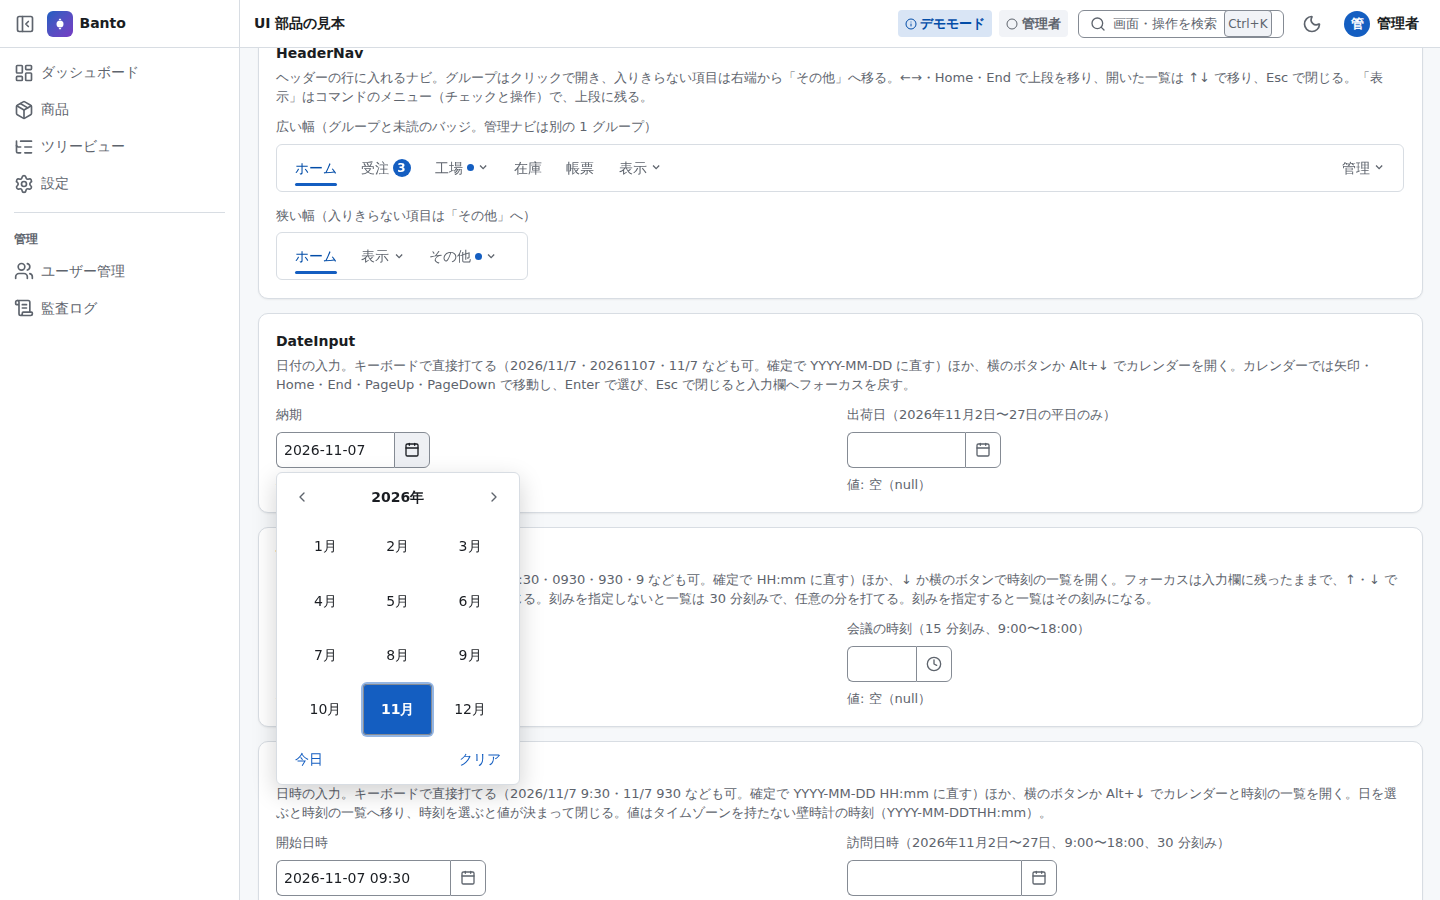 Banto
UI 部品の見本
デモモード
管理者
画面・操作を検索
Ctrl+K
管
管理者
ダッシュボード
商品
ツリービュー
設定
管理
ユーザー管理
監査ログ
HeaderNav
ヘッダーの行に入れるナビ。グループはクリックで開き、入りきらない項目は右端から「その他」へ移る。←→・Home・End で上段を移り、開いた一覧は ↑↓ で移り、Esc で閉じる。「表
示」はコマンドのメニュー（チェックと操作）で、上段に残る。
広い幅（グループと未読のバッジ。管理ナビは別の 1 グループ）
ホーム
受注 3
工場
在庫
帳票
表示
管理
狭い幅（入りきらない項目は「その他」へ）
ホーム
表示
その他
DateInput
日付の入力。キーボードで直接打てる（2026/11/7・20261107・11/7 なども可。確定で YYYY-MM-DD に直す）ほか、横のボタンか Alt+↓ でカレンダーを開く。カレンダーでは矢印・
Home・End・PageUp・PageDown で移動し、Enter で選び、Esc で閉じると入力欄へフォーカスを戻す。
納期
出荷日（2026年11月2日〜27日の平日のみ）
2026-11-07
値: 空（null）
2026年
1月 2月 3月
4月 5月 6月
7月 8月 9月
10月 11月 12月
今日 クリア
:30・0930・930・9 なども可。確定で HH:mm に直す）ほか、↓ か横のボタンで時刻の一覧を開く。フォーカスは入力欄に残ったままで、↑・↓ で
る。刻みを指定しないと一覧は 30 分刻みで、任意の分を打てる。刻みを指定すると一覧はその刻みになる。
会議の時刻（15 分刻み、9:00〜18:00）
値: 空（null）
日時の入力。キーボードで直接打てる（2026/11/7 9:30・11/7 930 なども可。確定で YYYY-MM-DD HH:mm に直す）ほか、横のボタンか Alt+↓ でカレンダーと時刻の一覧を開く。日を選
ぶと時刻の一覧へ移り、時刻を選ぶと値が決まって閉じる。値はタイムゾーンを持たない壁時計の時刻（YYYY-MM-DDTHH:mm）。
開始日時
訪問日時（2026年11月2日〜27日、9:00〜18:00、30 分刻み）
2026-11-07 09:30